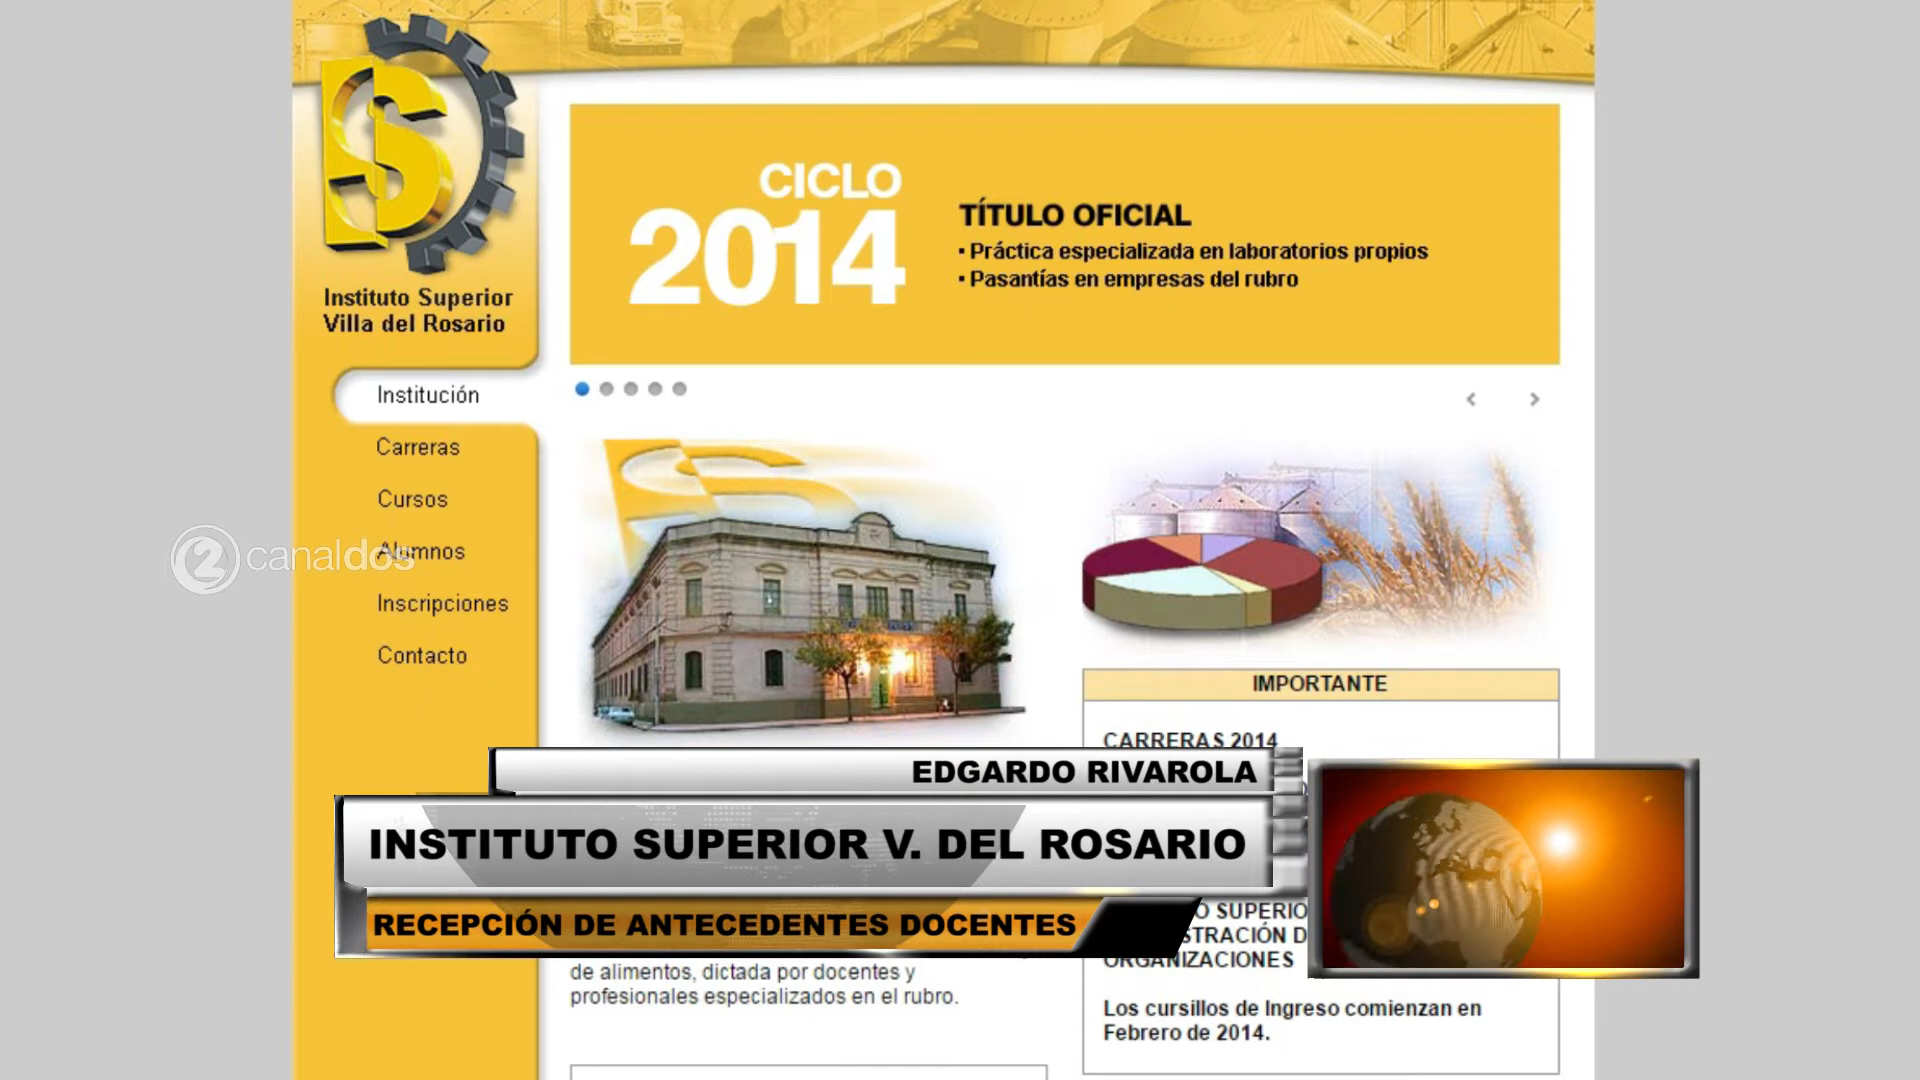 Instituto Superior
Villa del Rosario
CICLO
2014
TÍTULO OFICIAL
▪ Práctica especializada en laboratorios propios
▪ Pasantías en empresas del rubro
Institución
Carreras
Cursos
Alumnos
Inscripciones
Contacto
2 canaldos
IMPORTANTE
CARRERAS 2014
EDGARDO RIVAROLA
INSTITUTO SUPERIOR V. DEL ROSARIO
RECEPCIÓN DE ANTECEDENTES DOCENTES
ORGANIZACIONES
de alimentos, dictada por docentes y
profesionales especializados en el rubro.
Los cursillos de Ingreso comienzan en
Febrero de 2014.